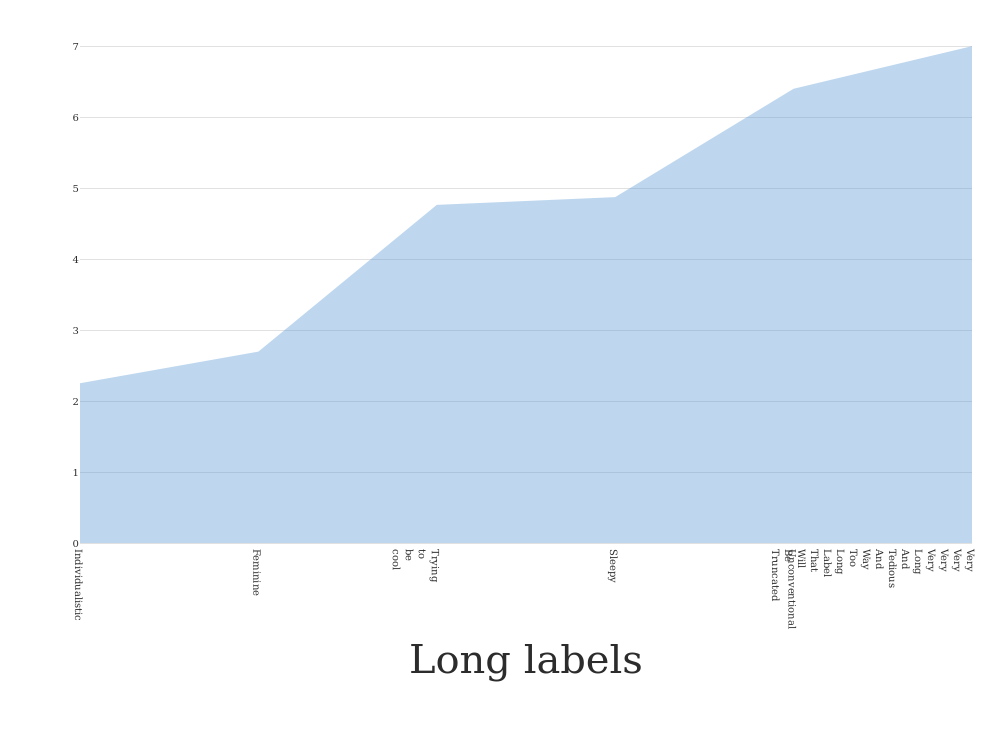 7
6
5
4
3
2
1
0
Individualistic
Feminine
Trying
to
be
cool
Sleepy
Unconventional
Very
Very
Very
Very
Long
And
Tedious
And
Way
Too
Long
Label
That
Will
Be
Truncated
Long labels